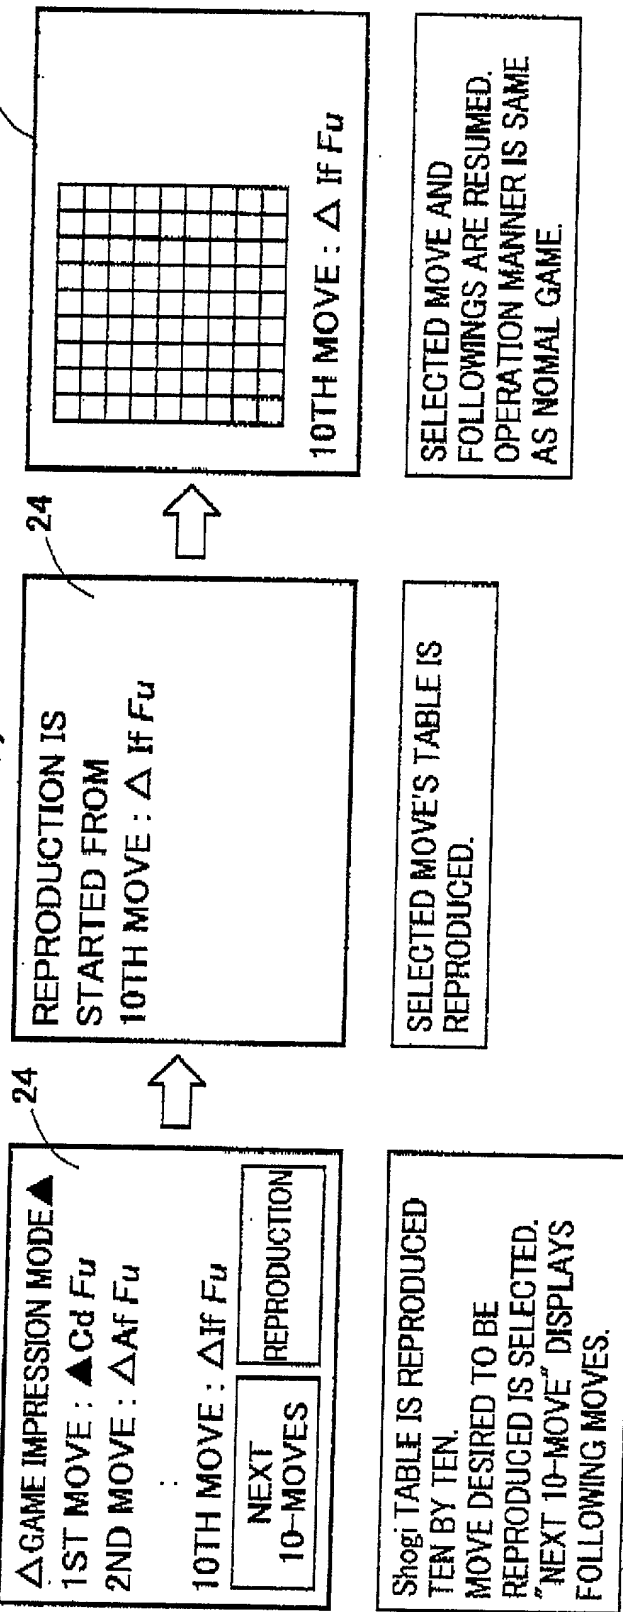 △GAME IMPRESSION MODE▲
1ST MOVE : ▲Cd Fu
2ND MOVE : △Af Fu
:
10TH MOVE : △If Fu
NEXT
10-MOVES
REPRODUCTION
24
Shogi TABLE IS REPRODUCED
TEN BY TEN.
MOVE DESIRED TO BE
REPRODUCED IS SELECTED.
"NEXT 10-MOVE" DISPLAYS
FOLLOWING MOVES.
REPRODUCTION IS
STARTED FROM
10TH MOVE : △ If Fu
24
SELECTED MOVE'S TABLE IS
REPRODUCED.
10TH MOVE : △ If Fu
SELECTED MOVE AND
FOLLOWINGS ARE RESUMED.
OPERATION MANNER IS SAME
AS NOMAL GAME.